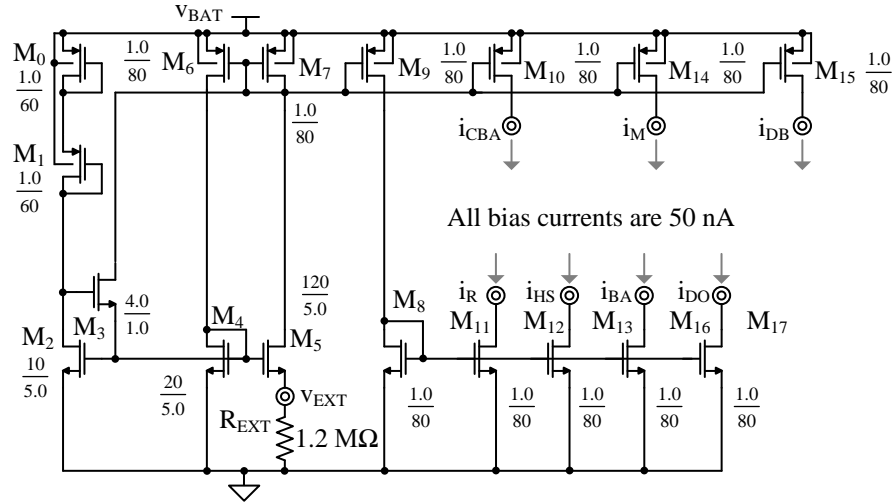 vBAT
M0
1.0
60
1.0
80
M6
M7
1.0
80
M9
1.0
80
M10
1.0
80
M14
1.0
80
M15
1.0
80
iCBA
iM
iDB
M1
1.0
60
All bias currents are 50 nA
M2
10
5.0
M3
4.0
1.0
M4
20
5.0
120
5.0
M5
vEXT
REXT
1.2 MΩ
M8
1.0
80
iR
M11
1.0
80
iHS
M12
1.0
80
iBA
M13
1.0
80
iDO
M16
M17
1.0
80